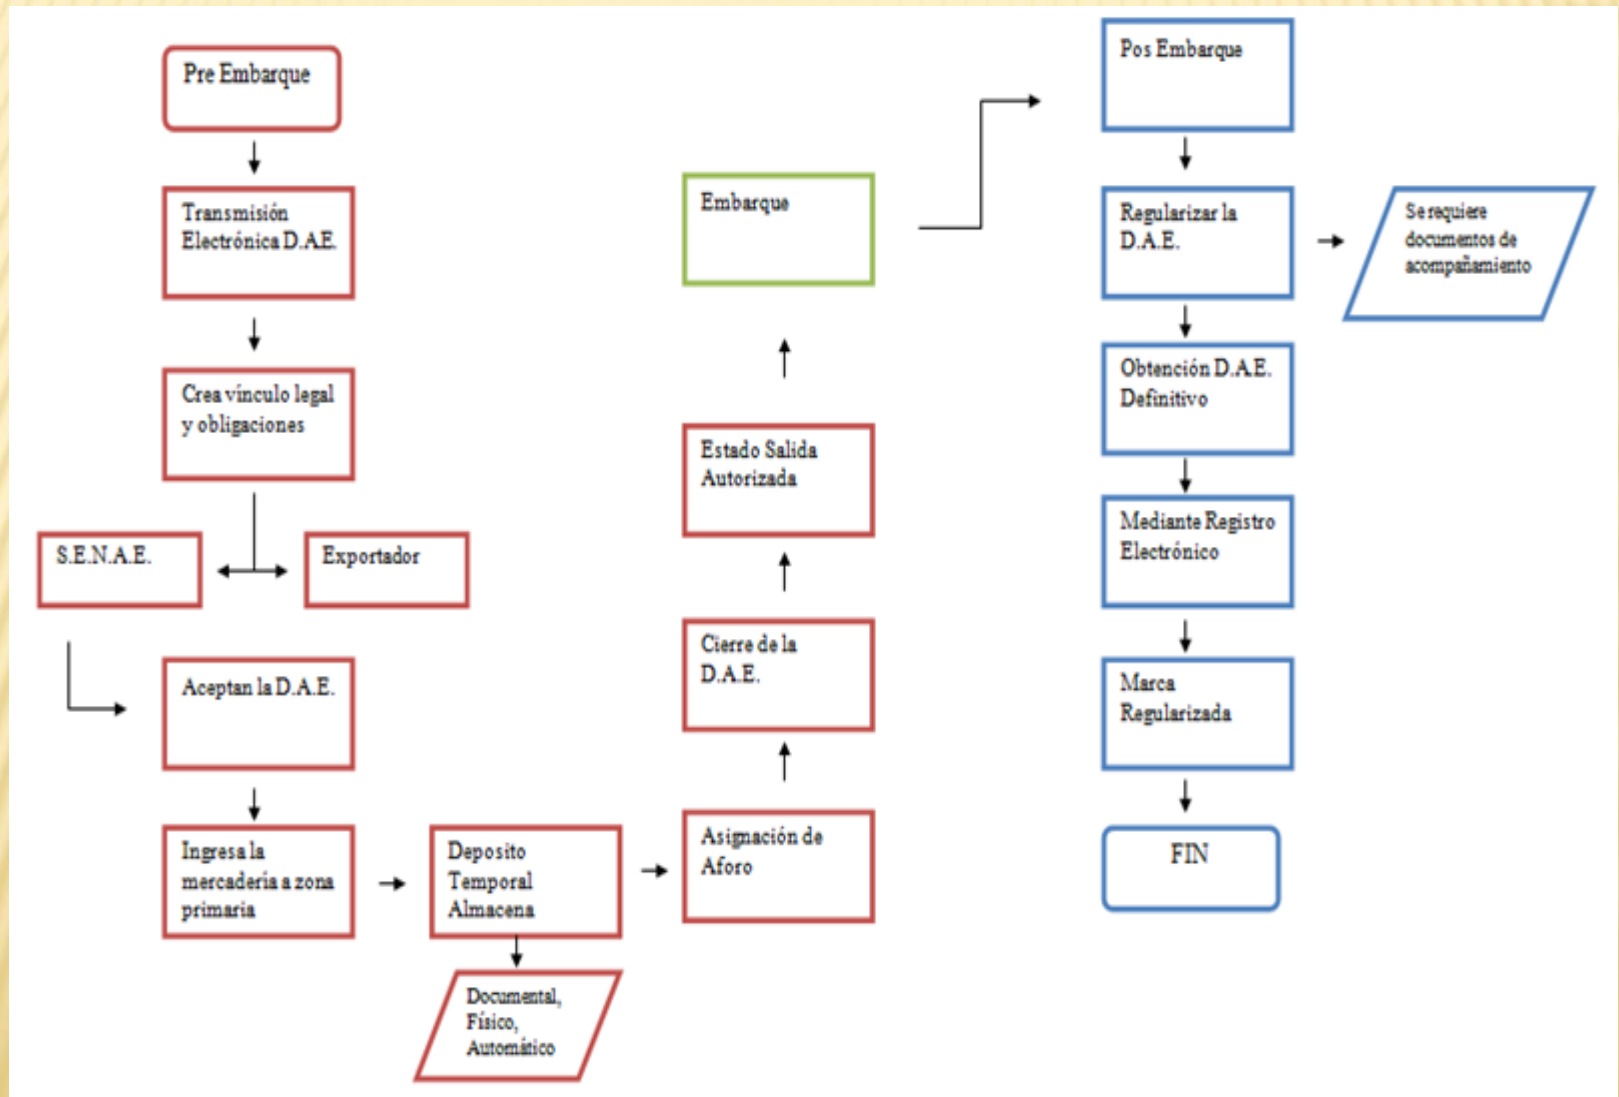 Pre Embarque
Transmisión
Electrónica D.A.E.
Crea vínculo legal
y obligaciones
S.E.N.A.E.
Exportador
Aceptan la D.A.E.
Ingresa la
mercadería a zona
primaria
Deposito
Temporal
Almacena
Documental,
Físico,
Automático
Asignación de
Aforo
Cierre de la
D.A.E.
Estado Salida
Autorizada
Embarque
Pos Embarque
Regularizar la
D.A.E.
Se requiere
documentos de
acompañamiento
Obtención D.A.E.
Definitivo
Mediante Registro
Electrónico
Marca
Regularizada
FIN